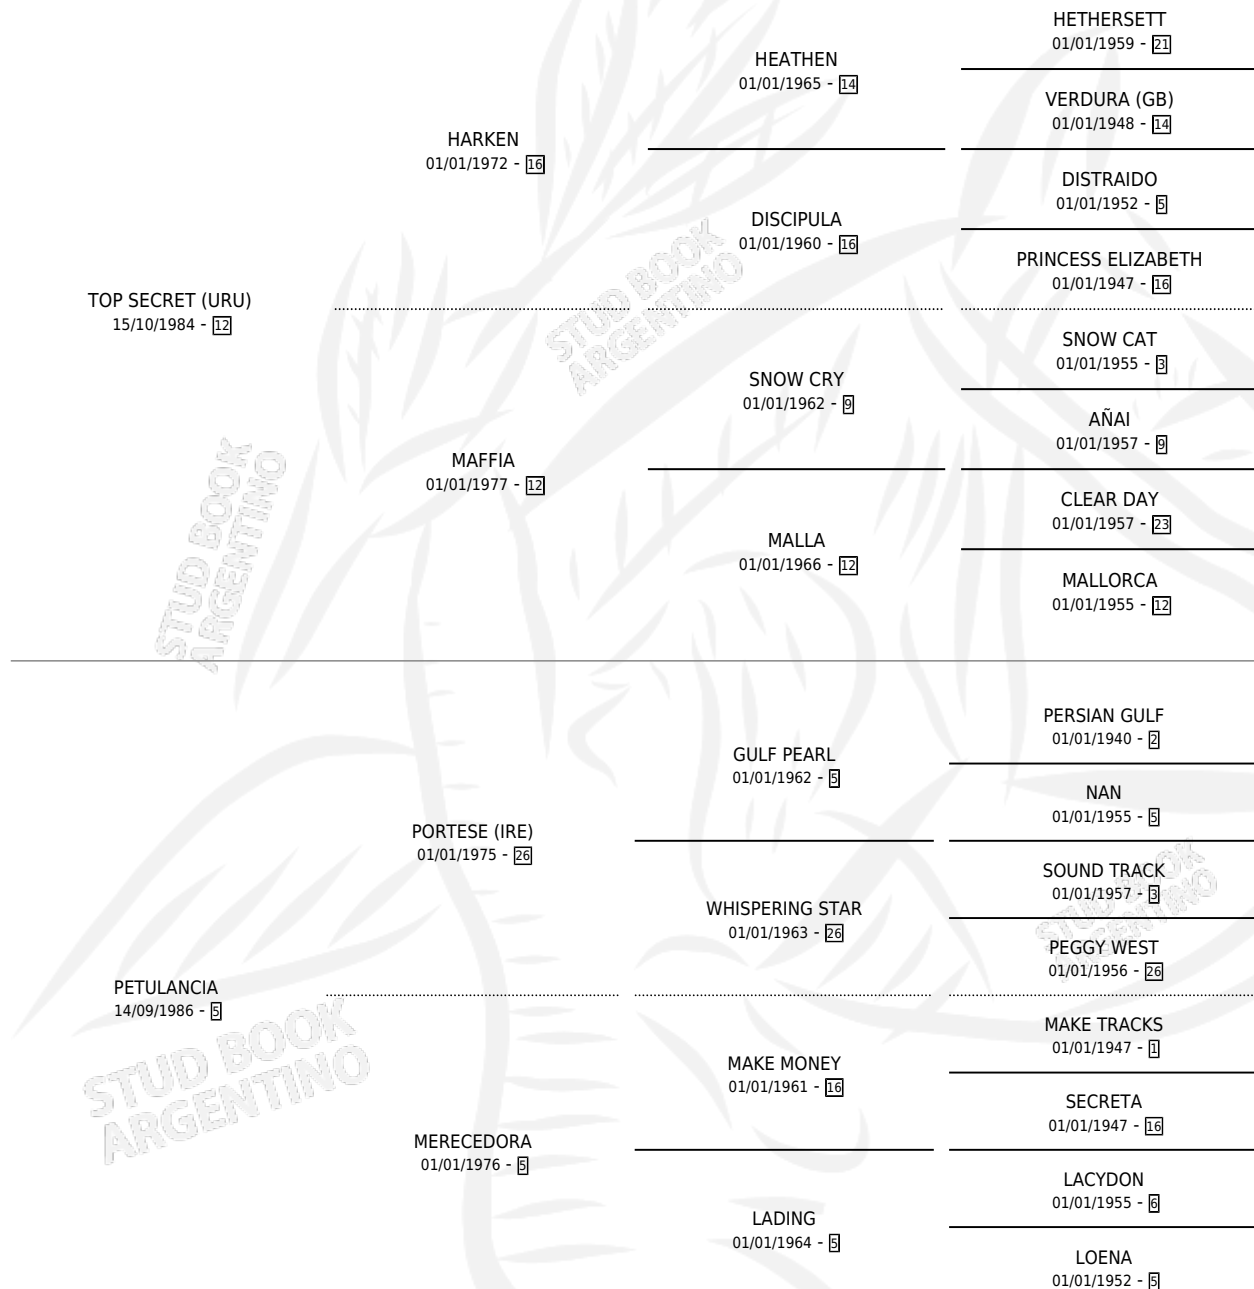 HETHERSETT
01/01/1959 - 21
HEATHEN
01/01/1965 - 14
VERDURA (GB)
01/01/1948 - 14
HARKEN
01/01/1972 - 16
DISTRAIDO
01/01/1952 - 5
DISCIPULA
01/01/1960 - 16
PRINCESS ELIZABETH
01/01/1947 - 16
TOP SECRET (URU)
15/10/1984 - 12
SNOW CAT
01/01/1955 - 3
SNOW CRY
01/01/1962 - 9
AÑAI
01/01/1957 - 9
MAFFIA
01/01/1977 - 12
CLEAR DAY
01/01/1957 - 23
MALLA
01/01/1966 - 12
MALLORCA
01/01/1955 - 12
PERSIAN GULF
01/01/1940 - 2
GULF PEARL
01/01/1962 - 5
NAN
01/01/1955 - 5
PORTESE (IRE)
01/01/1975 - 26
SOUND TRACK
01/01/1957 - 3
WHISPERING STAR
01/01/1963 - 26
PEGGY WEST
01/01/1956 - 26
PETULANCIA
14/09/1986 - 5
MAKE TRACKS
01/01/1947 - 1
MAKE MONEY
01/01/1961 - 16
SECRETA
01/01/1947 - 16
MERECEDORA
01/01/1976 - 5
LACYDON
01/01/1955 - 6
LADING
01/01/1964 - 5
LOENA
01/01/1952 - 5
STUD BOOK
ARGENTINO
STUD BOOK
ARGENTINO
STUD BOOK
ARGENTINO
STUD BOOK
ARGENTINO